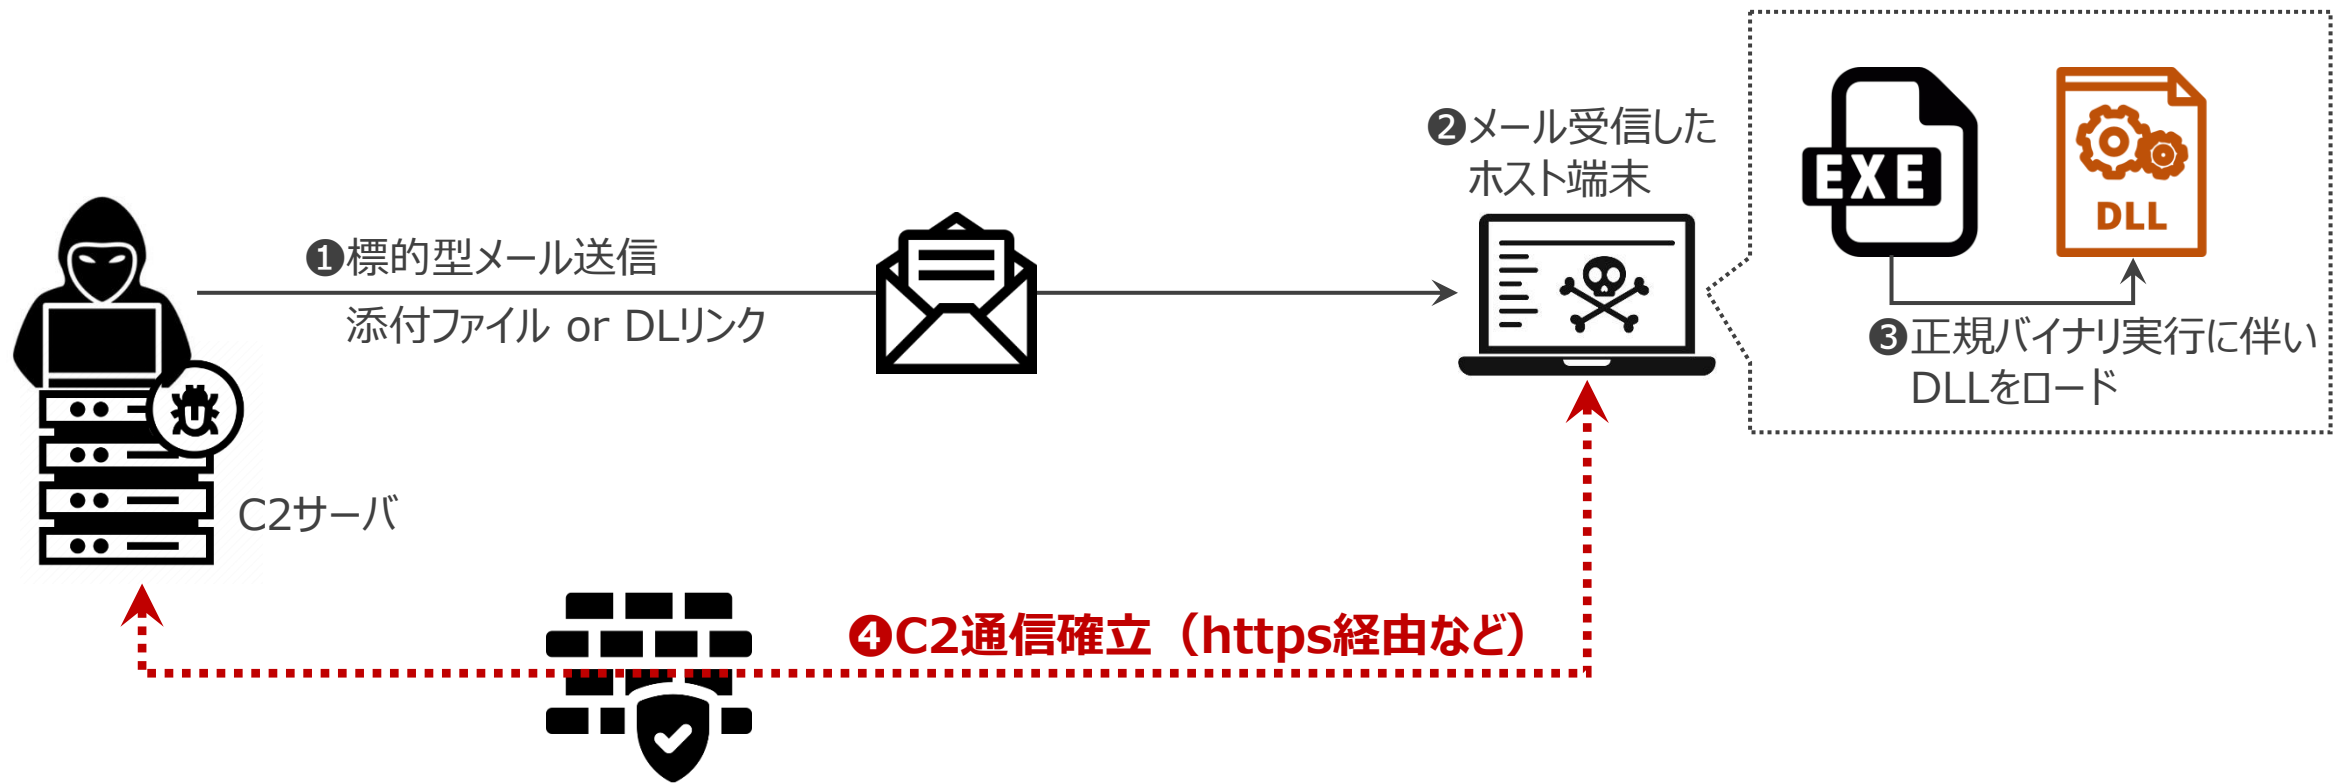 ❶標的型メール送信
添付ファイル or DLリンク
C2サーバ
❷メール受信した
ホスト端末
EXE
DLL
❸正規バイナリ実行に伴い
DLLをロード
❹C2通信確立（https経由など）